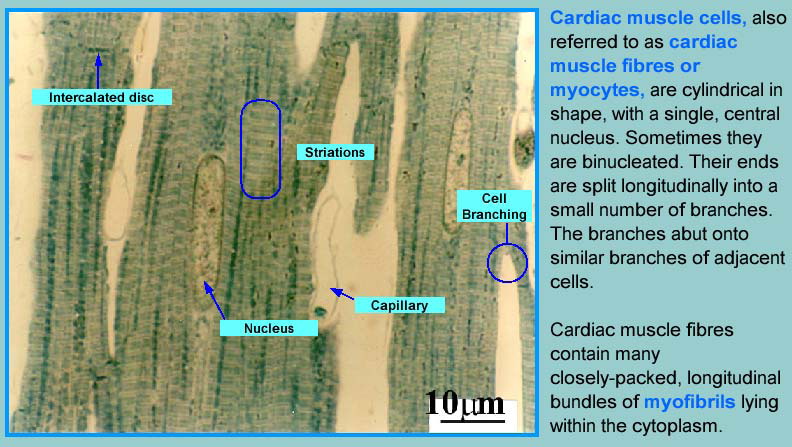 Intercalated disc
Striations
Cell
Branching
Nucleus
Capillary
10µm
Cardiac muscle cells, also
referred to as cardiac
muscle fibres or
myocytes, are cylindrical in
shape, with a single, central
nucleus. Sometimes they
are binucleated. Their ends
are split longitudinally into a
small number of branches.
The branches abut onto
similar branches of adjacent
cells.
Cardiac muscle fibres
contain many
closely-packed, longitudinal
bundles of myofibrils lying
within the cytoplasm.